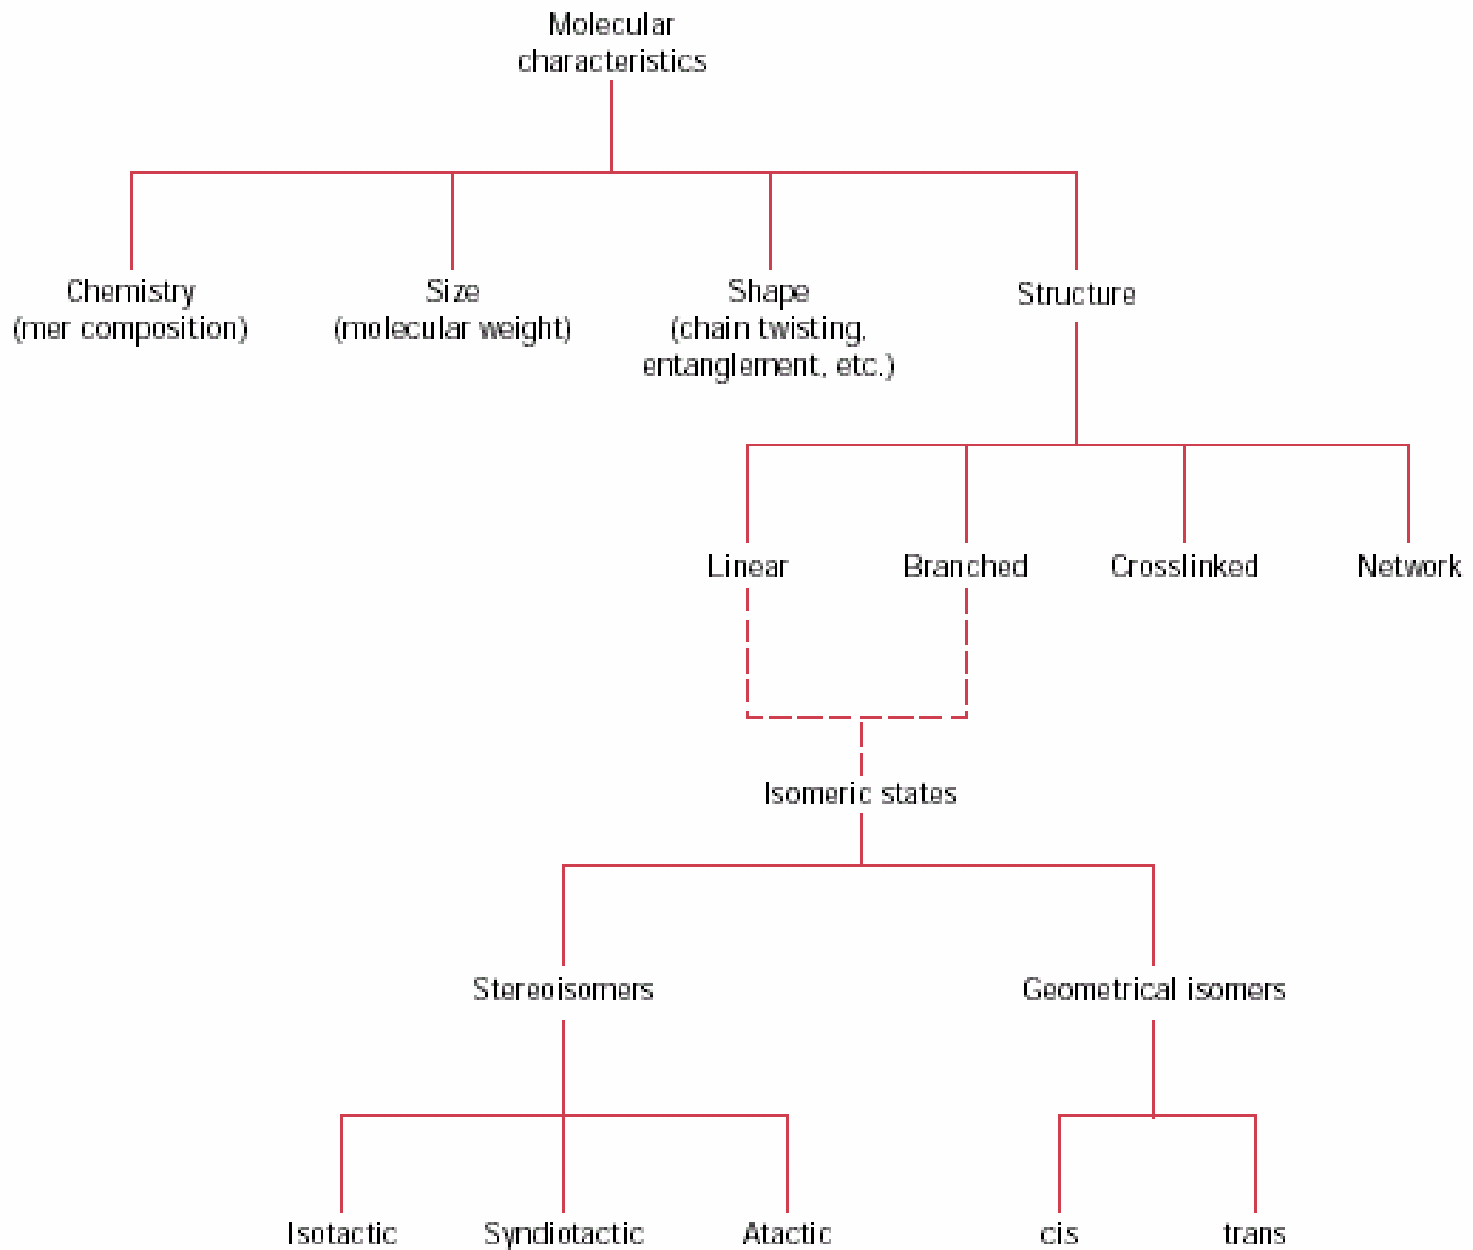 Molecular
characteristics
Chemistry
(mer composition)
Size
(molecular weight)
Shape
(chain twisting,
entanglement, etc.)
Structure
Linear
Branched
Crosslinked
Network
Isomeric states
Stereoisomers
Geometrical isomers
Isotactic
Syndiotactic
Atactic
cis
trans